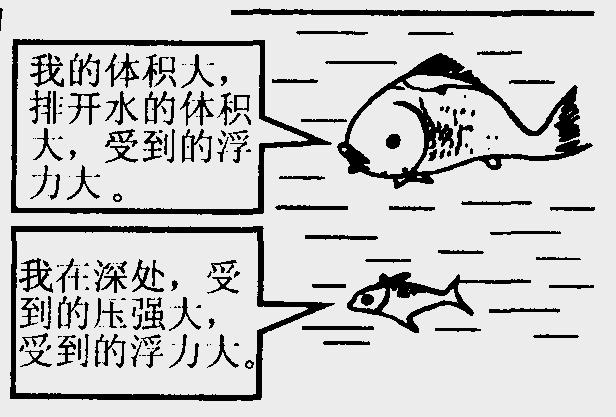 我的体积大，
排开水的体积
大，受到的浮
力大。
我在深处，受
到的压强大，
受到的浮力大。